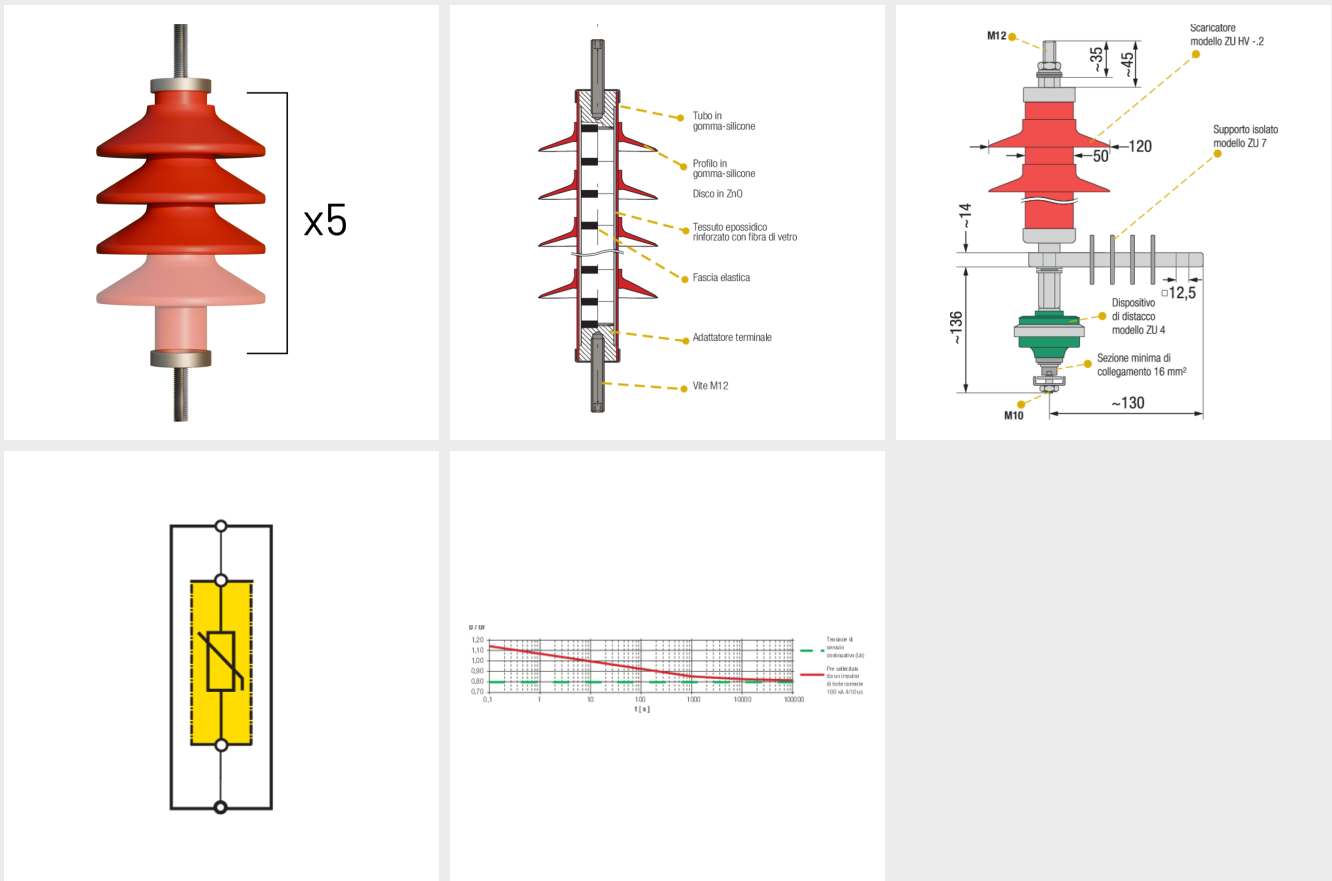 x5
Tubo in
gomma-silicone
Profilo in
gomma-silicone
Disco in ZnO
Tessuto epossidico
rinforzato con fibra di vetro
Fascia elastica
Adattatore terminale
Vite M12
M12
~35
~45
Scaricatore
modello ZU HV -.2
Supporto isolato
modello ZU 7
120
50
~14
□12,5
~136
Dispositivo
di distacco
modello ZU 4
Sezione minima di
collegamento 16 mm²
~130
M10
U / Ur
1,20
1,10
1,00
0,90
0,80
0,70
0,1
1
10
100
1000
10000
100000
t [ s ]
Tensione di
servizio
continuativo (Uc)
Pre sollecitato
da un impulso
di forte corrente
100 kA 4/10 us